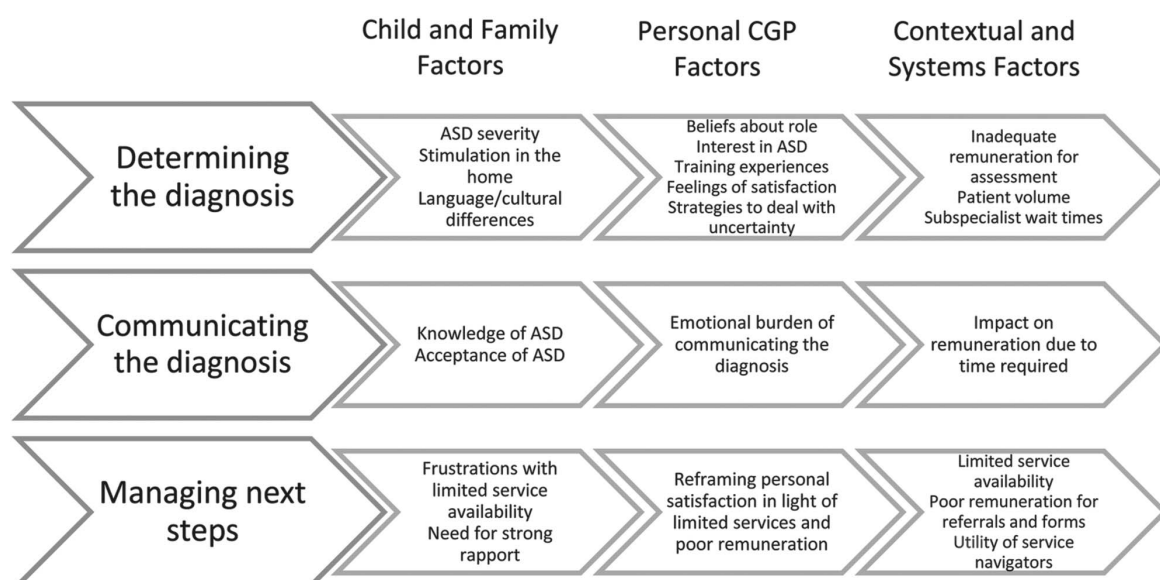 Child and Family
Factors
Personal CGP
Factors
Contextual and
Systems Factors
Determining
the diagnosis
ASD severity
Stimulation in the
home
Language/cultural
differences
Beliefs about role
Interest in ASD
Training experiences
Feelings of satisfaction
Strategies to deal with
uncertainty
Inadequate
remuneration for
assessment
Patient volume
Subspecialist wait times
Communicating
the diagnosis
Knowledge of ASD
Acceptance of ASD
Emotional burden of
communicating the
diagnosis
Impact on
remuneration due to
time required
Managing next
steps
Frustrations with
limited service
availability
Need for strong
rapport
Reframing personal
satisfaction in light of
limited services and
poor remuneration
Limited service
availability
Poor remuneration for
referrals and forms
Utility of service
navigators